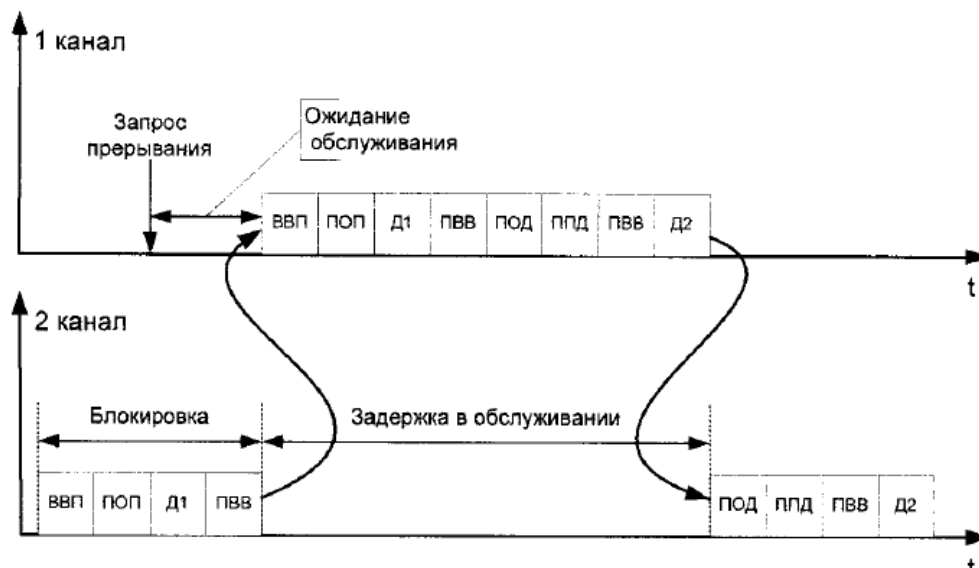 1 канал
Запрос
прерывания
Ожидание
обслуживания
ВВП ПОП Д1 ПВВ ПОД ППД ПВВ Д2
t
2 канал
Блокировка
Задержка в обслуживании
ВВП ПОП Д1 ПВВ
ПОД ППД ПВВ Д2
t